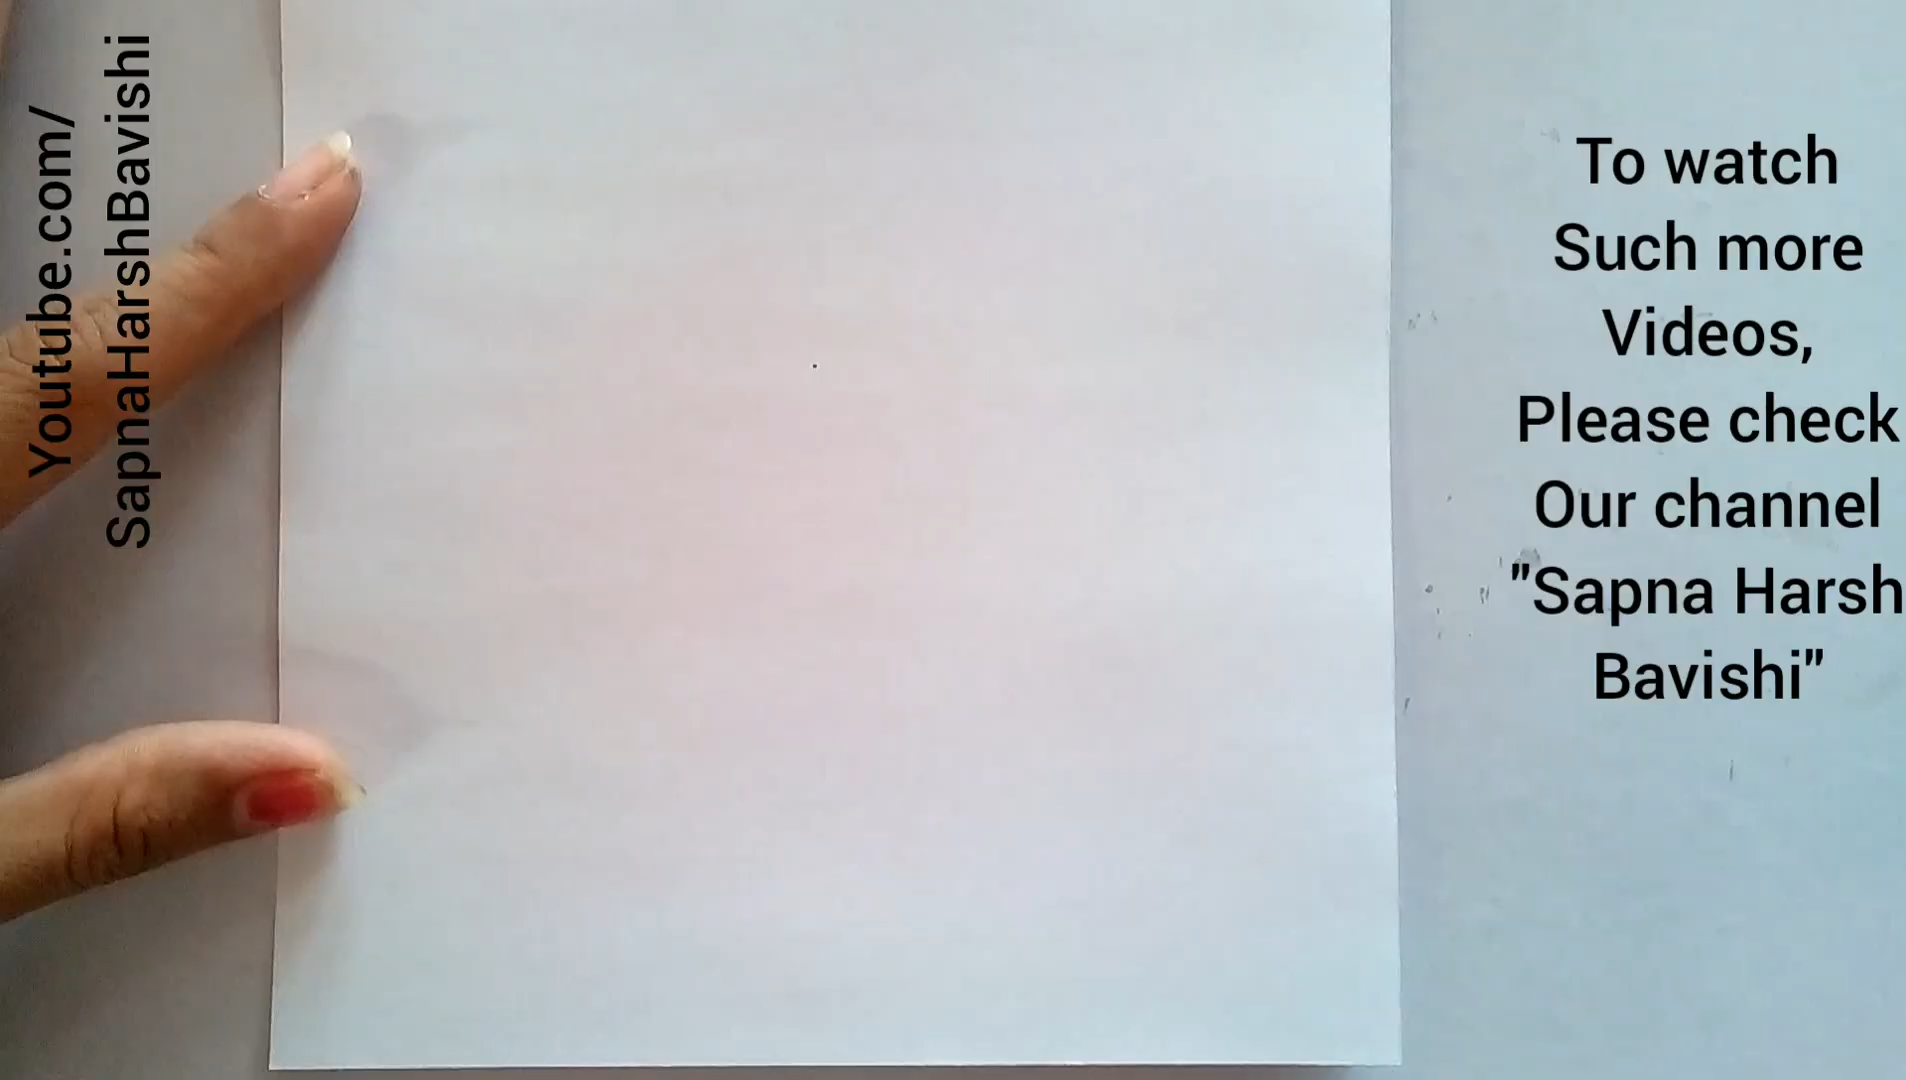 Youtube.com/
SapnaHarshBavishi
To watch
Such more
Videos,
Please check
Our channel
"Sapna Harsh
Bavishi"